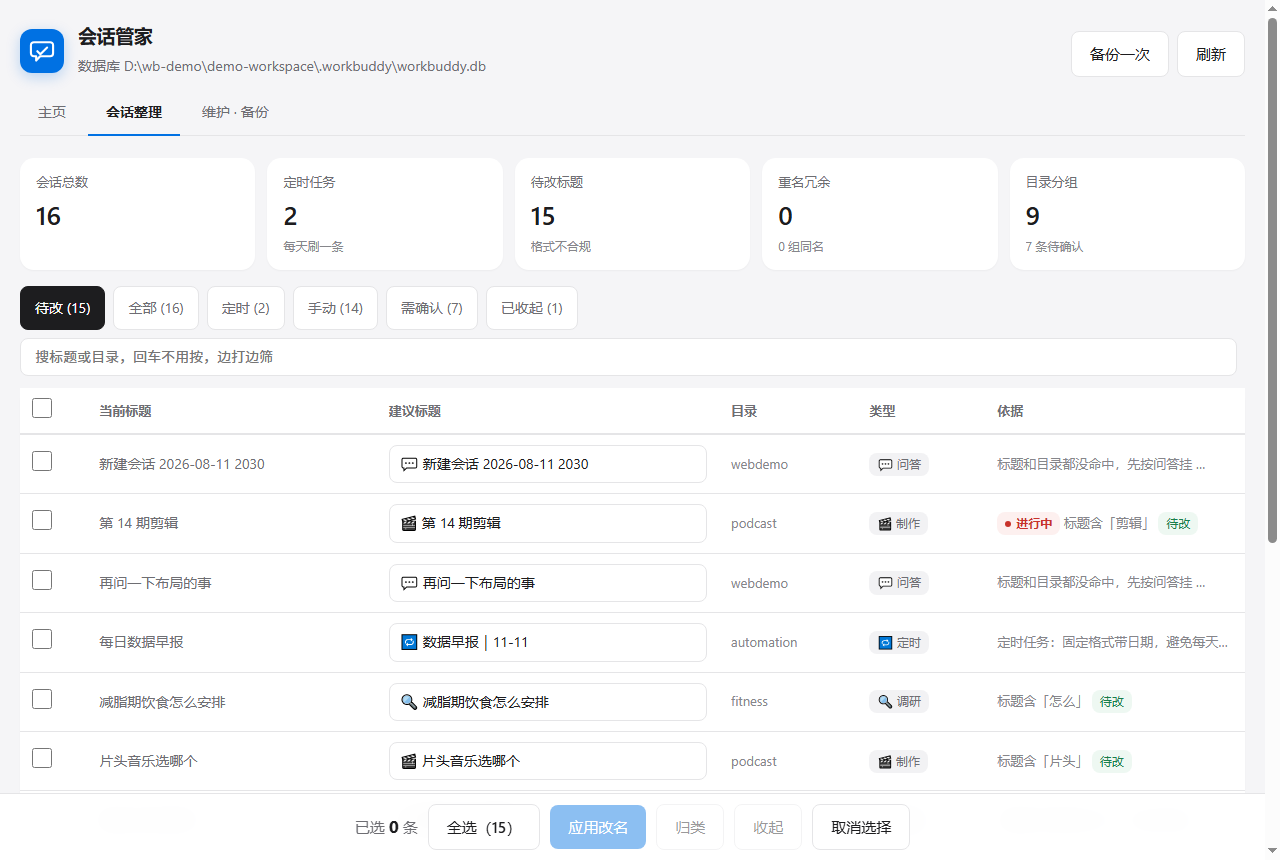 会话管家
数据库 D:\wb-demo\demo-workspace\.workbuddy\workbuddy.db
备份一次 刷新
主页 会话整理 维护 · 备份
会话总数 定时任务 待改标题 重名冗余 目录分组
16 2 15 0 9
每天刷一条 格式不合规 0 组同名 7 条待确认
待改 (15) 全部 (16) 定时 (2) 手动 (14) 需确认 (7) 已收起 (1)
搜标题或目录，回车不用按，边打边筛
当前标题 建议标题 目录 类型 依据
新建会话 2026-08-11 2030 💬 新建会话 2026-08-11 2030 webdemo 💬 问答 标题和目录都没命中，先按问答挂 ...
第 14 期剪辑 🎬 第 14 期剪辑 podcast 🎬 制作 ● 进行中 标题含「剪辑」 待改
再问一下布局的事 💬 再问一下布局的事 webdemo 💬 问答 标题和目录都没命中，先按问答挂 ...
每日数据早报 🔁 数据早报 | 11-11 automation 🔁 定时 定时任务：固定格式带日期，避免每天...
减脂期饮食怎么安排 🔍 减脂期饮食怎么安排 fitness 🔍 调研 标题含「怎么」 待改
片头音乐选哪个 🎬 片头音乐选哪个 podcast 🎬 制作 标题含「片头」 待改
已选 0 条 全选（15） 应用改名 归类 收起 取消选择